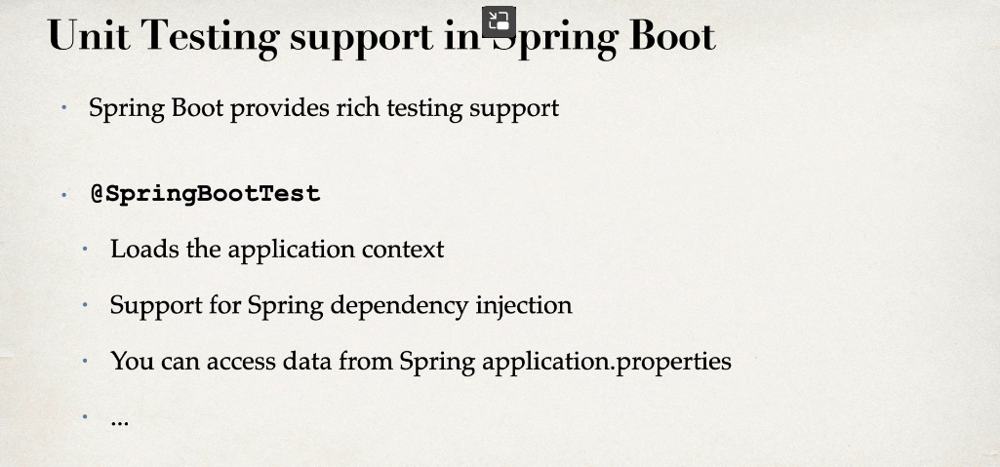 Unit Testing support in Spring Boot
• Spring Boot provides rich testing support
• @SpringBootTest
• Loads the application context
• Support for Spring dependency injection
• You can access data from Spring application.properties
• ...